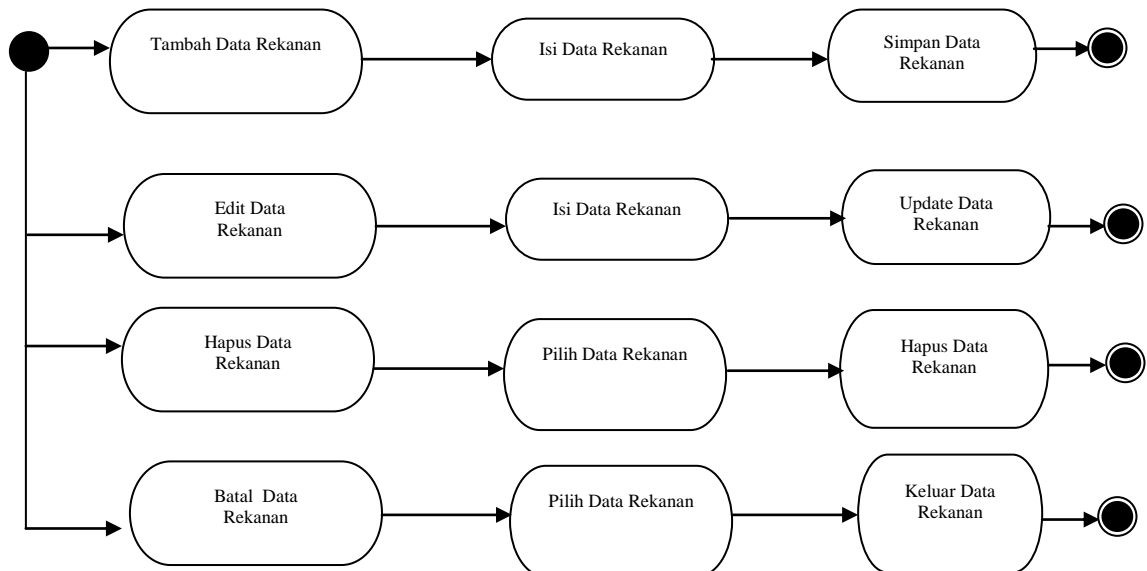 Tambah Data Rekanan
Isi Data Rekanan
Simpan Data
Rekanan
Edit Data
Rekanan
Isi Data Rekanan
Update Data
Rekanan
Hapus Data
Rekanan
Pilih Data Rekanan
Hapus Data
Rekanan
Batal Data
Rekanan
Pilih Data Rekanan
Keluar Data
Rekanan